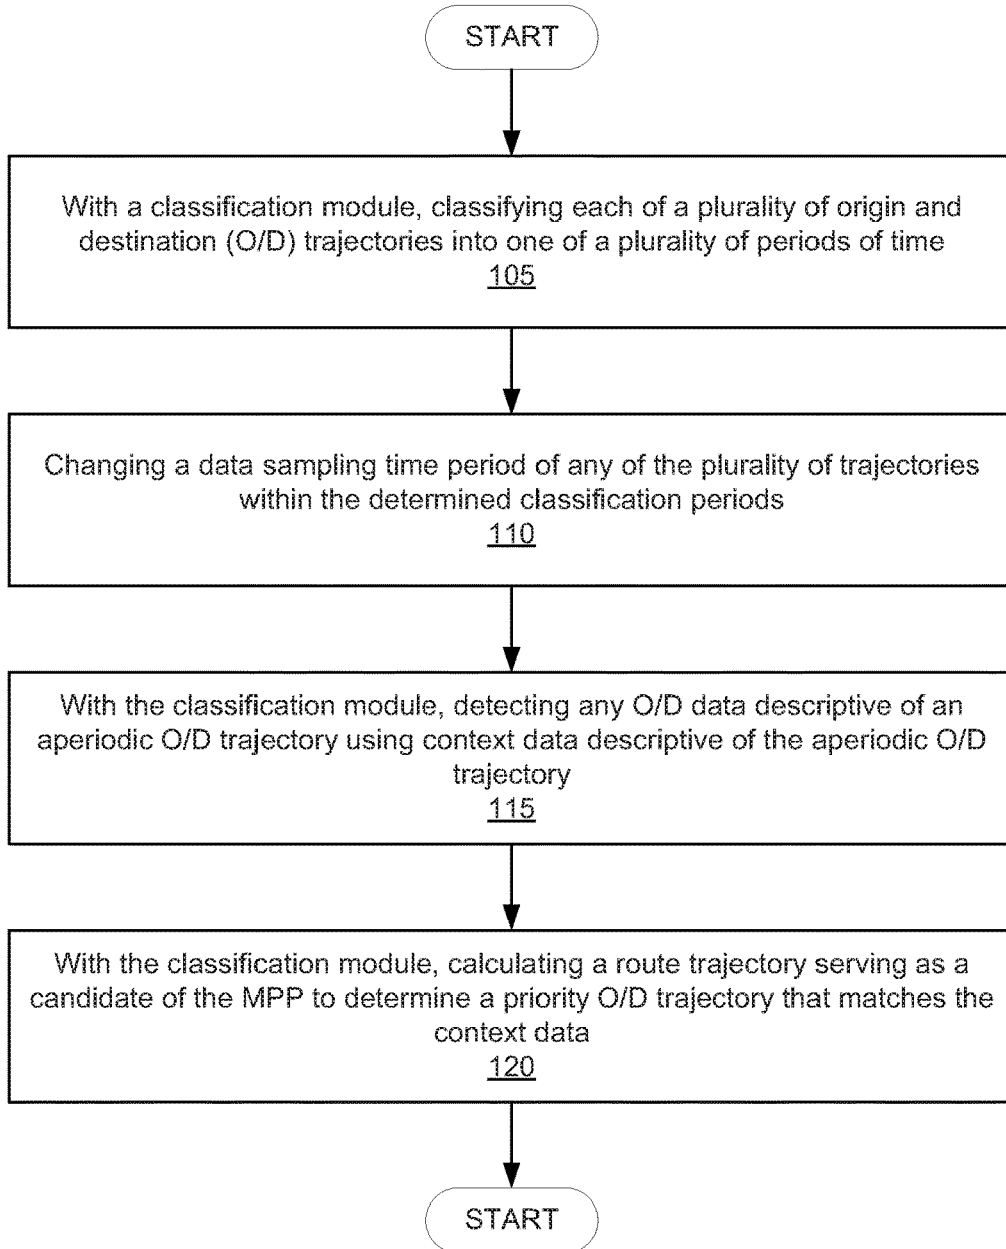 START
With a classification module, classifying each of a plurality of origin and
destination (O/D) trajectories into one of a plurality of periods of time
105
Changing a data sampling time period of any of the plurality of trajectories
within the determined classification periods
110
With the classification module, detecting any O/D data descriptive of an
aperiodic O/D trajectory using context data descriptive of the aperiodic O/D
trajectory
115
With the classification module, calculating a route trajectory serving as a
candidate of the MPP to determine a priority O/D trajectory that matches the
context data
120
START